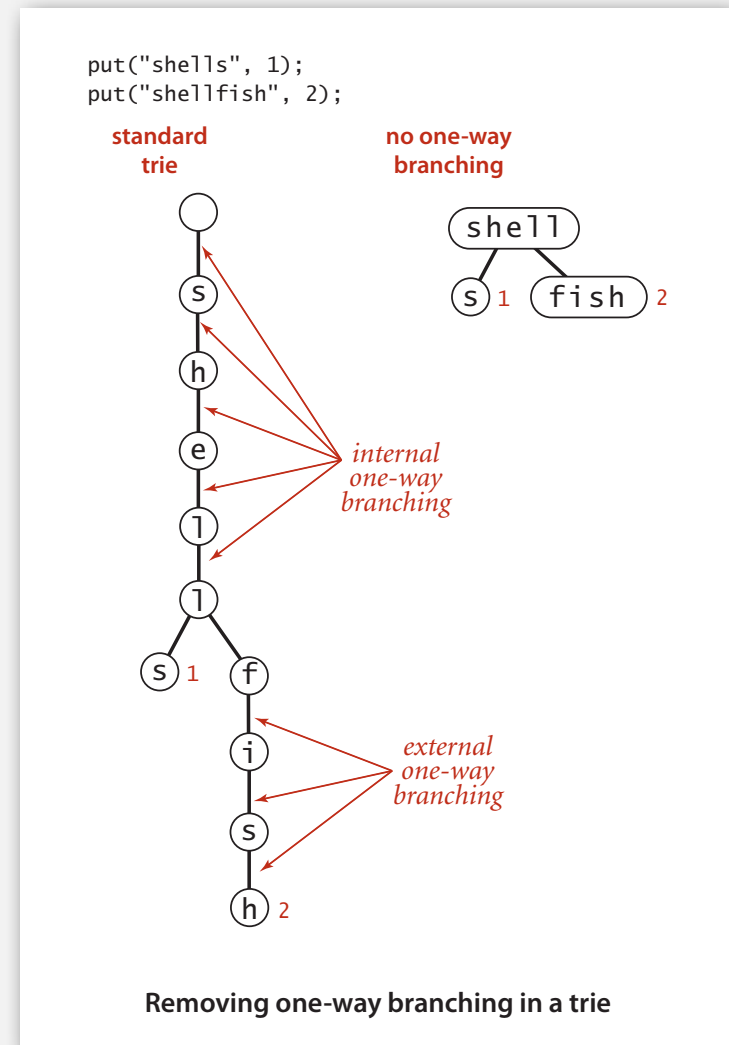 put("shells", 1);
put("shellfish", 2);
standard
trie
no one-way
branching
shell
s 1 fish 2
s
h
e
l
l
internal
one-way
branching
s 1 f
i
s
h 2
external
one-way
branching
Removing one-way branching in a trie